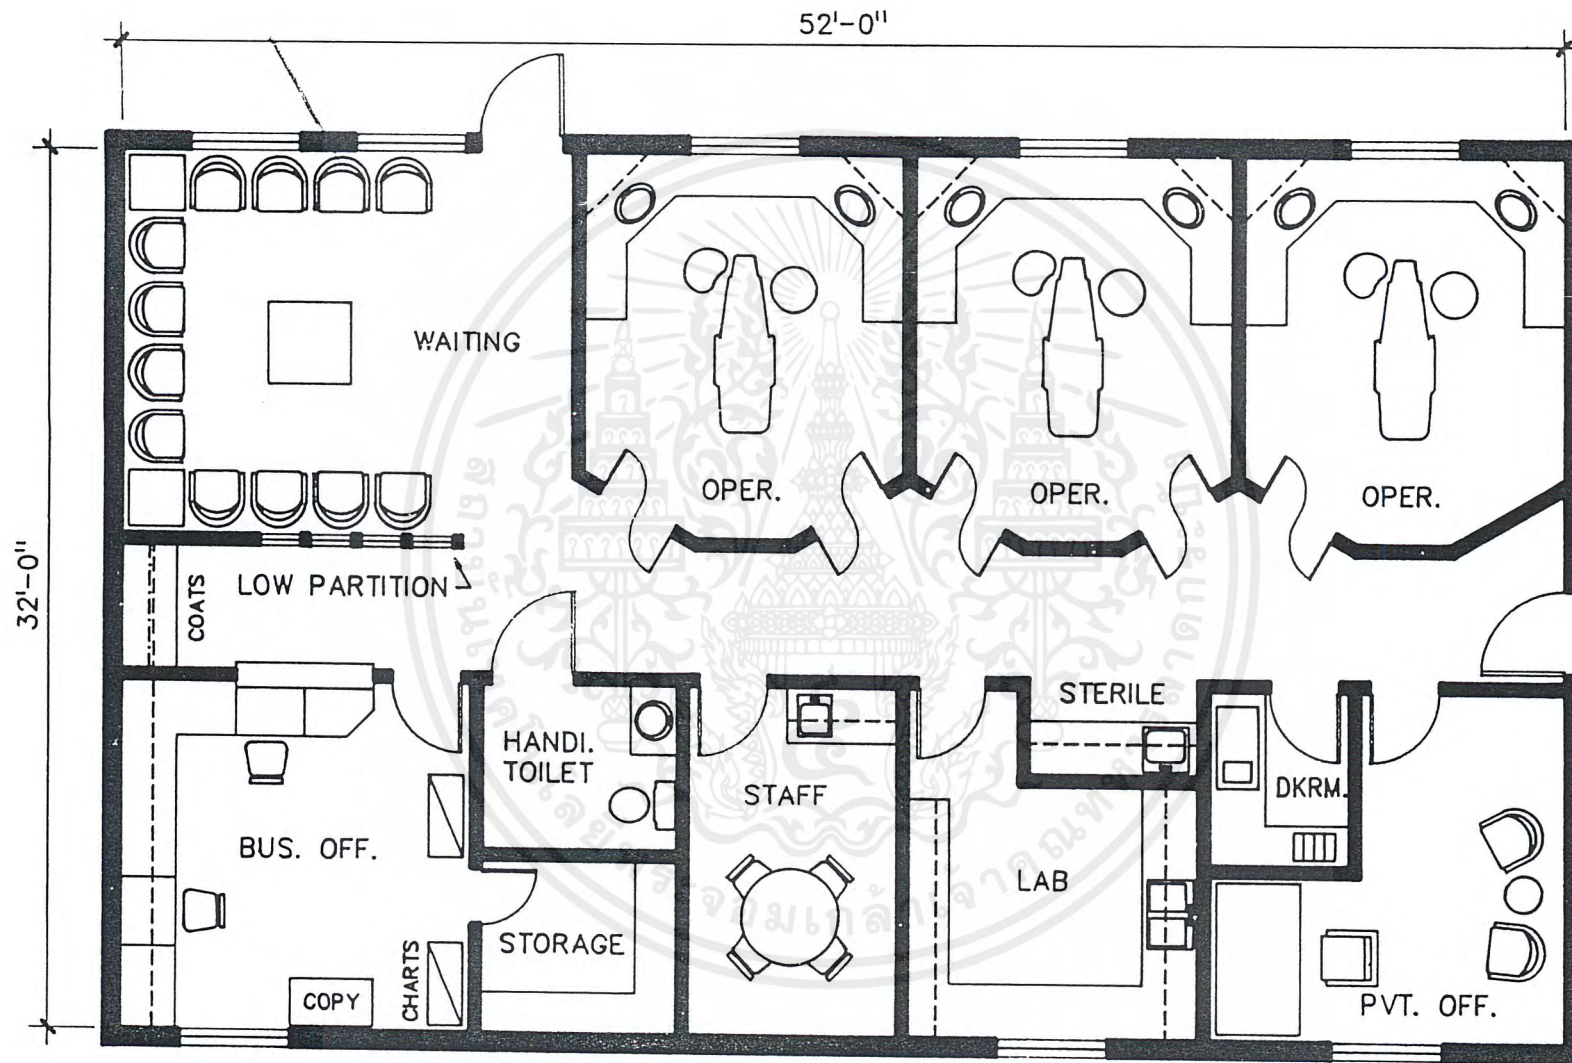 52'-0"
32'-0"
WAITING
OPER.
OPER.
OPER.
LOW PARTITION
COATS
STERILE
HANDI.
TOILET
STAFF
DKRM.
BUS. OFF.
LAB
STORAGE
CHARTS
COPY
PVT. OFF.